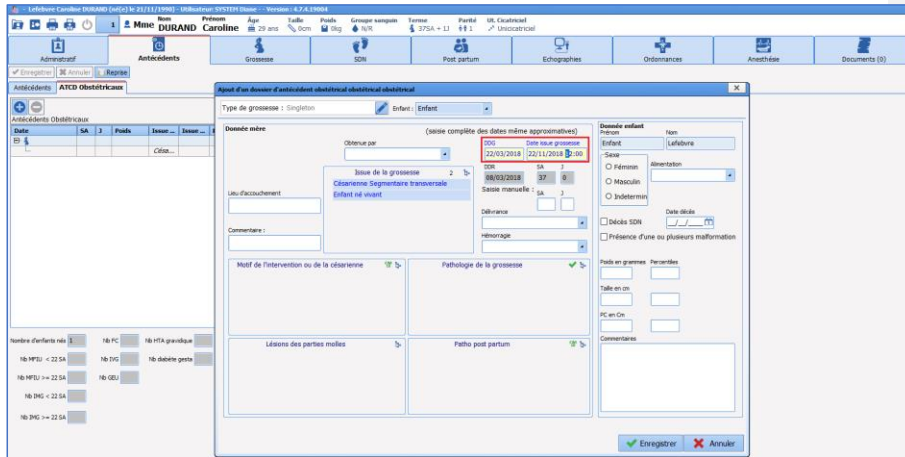 Lefebvre Caroline DURAND (né(e) le 21/11/1990) - Utilisateur: SYSTEM Diane - - Version : 4.7.4.19004
1 Mme Nom DURAND Prénom Caroline Âge 29 ans Taille 0cm Poids 0kg Groupe sanguin N/R Terme 37SA + 1J Parité 1 Ut. Cicatriciel Unicicatriciel
Administratif
Antécédents
Grossesse
SDN
Post partum
Echographies
Ordonnances
Anesthésie
Documents (0)
Enregistrer Annuler Reprise
Antécédents ATCD Obstétricaux
Antécédents Obstétricaux
Date SA J Poids Issue ... Issue ...
Césa...
Nombre d'enfants nés 1 Nb FC Nb HTA gravidique
Nb MFIU < 22 SA Nb IVG Nb diabète gesta
Nb MFIU >= 22 SA Nb GEU
Nb IMG < 22 SA
Nb IMG >= 22 SA
Ajout d'un dossier d'antécédent obstétrical obstétrical obstétrical X
Type de grossesse : Singleton Enfant : Enfant
Donnée mère (saisie complète des dates même approximatives)
Obtenue par
DDG Date issue grossesse
22/03/2018 22/11/2018 12:00
DDR SA J
08/03/2018 37 0
Saisie manuelle : SA J
Issue de la grossesse 2
Césarienne Segmentaire transversale
Enfant né vivant
Lieu d'accouchement
Commentaire :
Délivrance
Hémorragie
Motif de l'intervention ou de la césarienne
Pathologie de la grossesse
Lésions des parties molles
Patho post partum
Donnée enfant
Prénom Nom
Enfant Lefebvre
Sexe
Féminin
Masculin
Indetermin
Alimentation
Date décès
Décès SDN __/__/____
Présence d'une ou plusieurs malformation
Poids en grammes Percentiles
Taille en cm
PC en Cm
Commentaires
Enregistrer Annuler